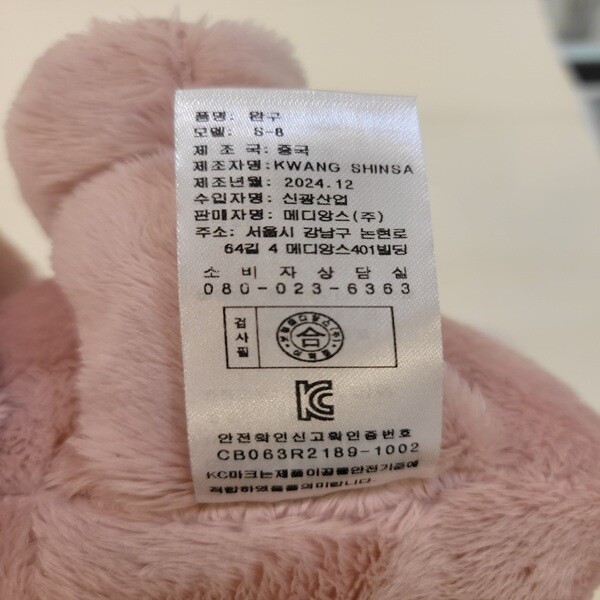 품명: 완구
모델: S-8
제 조 국: 중국
제조자명: KWANG SHINSA
제조년월: 2024.12
수입자명: 신광산업
판매자명: 메디앙스(주)
주소: 서울시 강남구 논현로
64길 4 메디앙스401빌딩
소 비 자 상 담 실
080-023-6363
검사필
合
안전확인신고확인증번호
CB063R2189-1002
KC마크는제품이공통안전기준에
적합하였음을의미합니다.